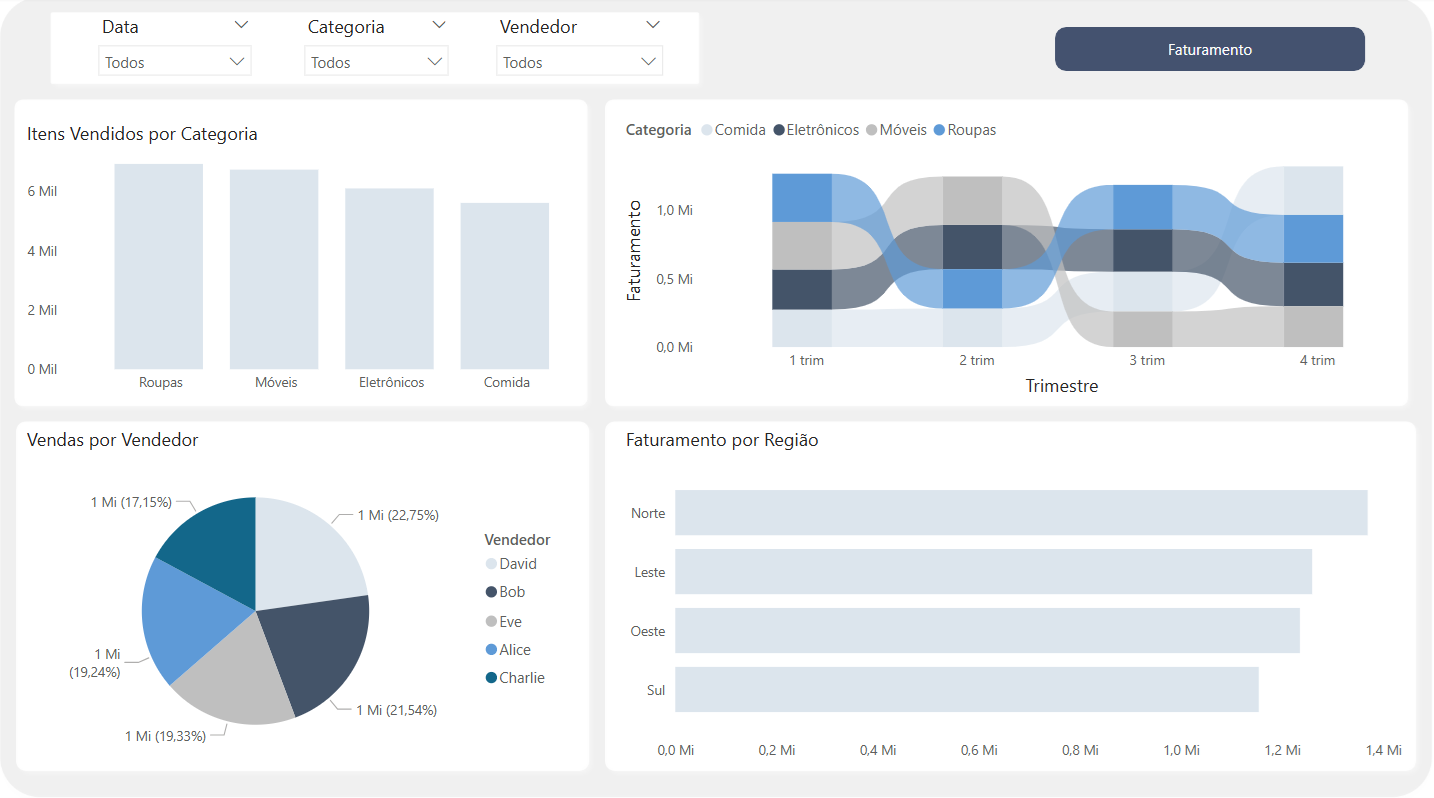 Data
Categoria
Vendedor
Todos
Todos
Todos
Faturamento
Itens Vendidos por Categoria
6 Mil
4 Mil
2 Mil
0 Mil
Roupas
Móveis
Eletrônicos
Comida
Categoria Comida Eletrônicos Móveis Roupas
Faturamento
1,0 Mi
0,5 Mi
0,0 Mi
1 trim
2 trim
3 trim
4 trim
Trimestre
Vendas por Vendedor
1 Mi (17,15%)
1 Mi (22,75%)
1 Mi
(19,24%)
1 Mi (21,54%)
1 Mi (19,33%)
Vendedor
David
Bob
Eve
Alice
Charlie
Faturamento por Região
Norte
Leste
Oeste
Sul
0,0 Mi
0,2 Mi
0,4 Mi
0,6 Mi
0,8 Mi
1,0 Mi
1,2 Mi
1,4 Mi